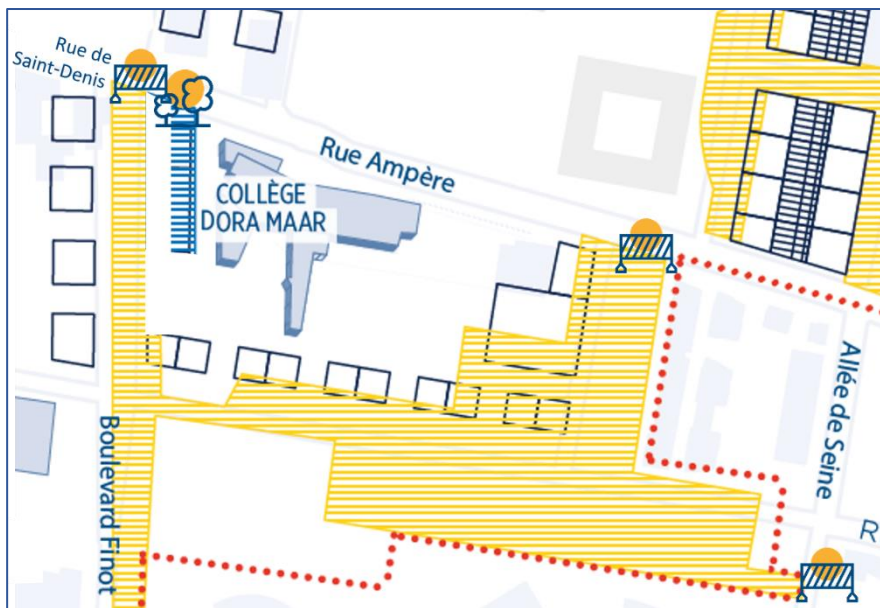 Rue de
Saint-Denis
Rue Ampère
COLLÈGE
DORA MAAR
Allée de Seine
Boulevard Finot
R